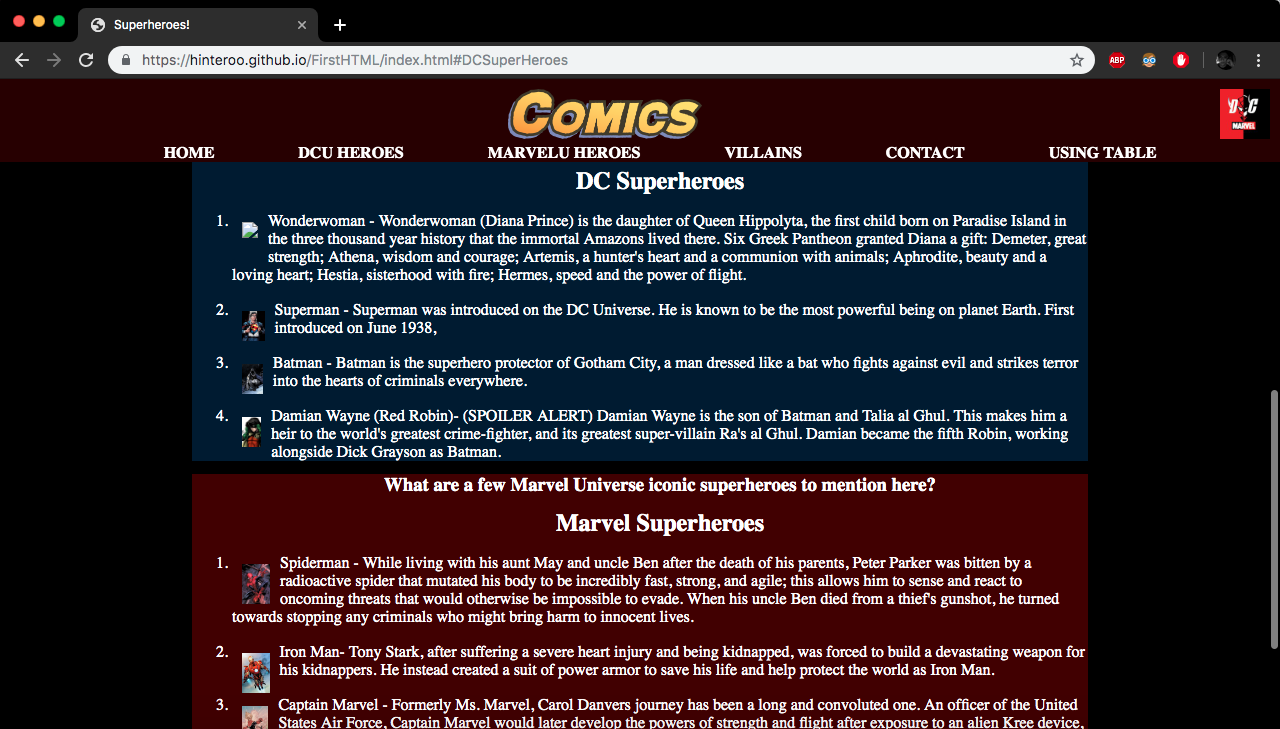 Superheroes!
https://hinteroo.github.io/FirstHTML/index.html#DCSuperHeroes
ABP
COMICS
DC
MARVEL
HOME DCU HEROES MARVELU HEROES VILLAINS CONTACT USING TABLE
DC Superheroes
1. Wonderwoman - Wonderwoman (Diana Prince) is the daughter of Queen Hippolyta, the first child born on Paradise Island in
the three thousand year history that the immortal Amazons lived there. Six Greek Pantheon granted Diana a gift: Demeter, great
strength; Athena, wisdom and courage; Artemis, a hunter's heart and a communion with animals; Aphrodite, beauty and a
loving heart; Hestia, sisterhood with fire; Hermes, speed and the power of flight.
2. Superman - Superman was introduced on the DC Universe. He is known to be the most powerful being on planet Earth. First
introduced on June 1938,
3. Batman - Batman is the superhero protector of Gotham City, a man dressed like a bat who fights against evil and strikes terror
into the hearts of criminals everywhere.
4. Damian Wayne (Red Robin)- (SPOILER ALERT) Damian Wayne is the son of Batman and Talia al Ghul. This makes him a
heir to the world's greatest crime-fighter, and its greatest super-villain Ra's al Ghul. Damian became the fifth Robin, working
alongside Dick Grayson as Batman.
What are a few Marvel Universe iconic superheroes to mention here?
Marvel Superheroes
1. Spiderman - While living with his aunt May and uncle Ben after the death of his parents, Peter Parker was bitten by a
radioactive spider that mutated his body to be incredibly fast, strong, and agile; this allows him to sense and react to
oncoming threats that would otherwise be impossible to evade. When his uncle Ben died from a thief's gunshot, he turned
towards stopping any criminals who might bring harm to innocent lives.
2. Iron Man- Tony Stark, after suffering a severe heart injury and being kidnapped, was forced to build a devastating weapon for
his kidnappers. He instead created a suit of power armor to save his life and help protect the world as Iron Man.
3. Captain Marvel - Formerly Ms. Marvel, Carol Danvers journey has been a long and convoluted one. An officer of the United
States Air Force, Captain Marvel would later develop the powers of strength and flight after exposure to an alien Kree device,